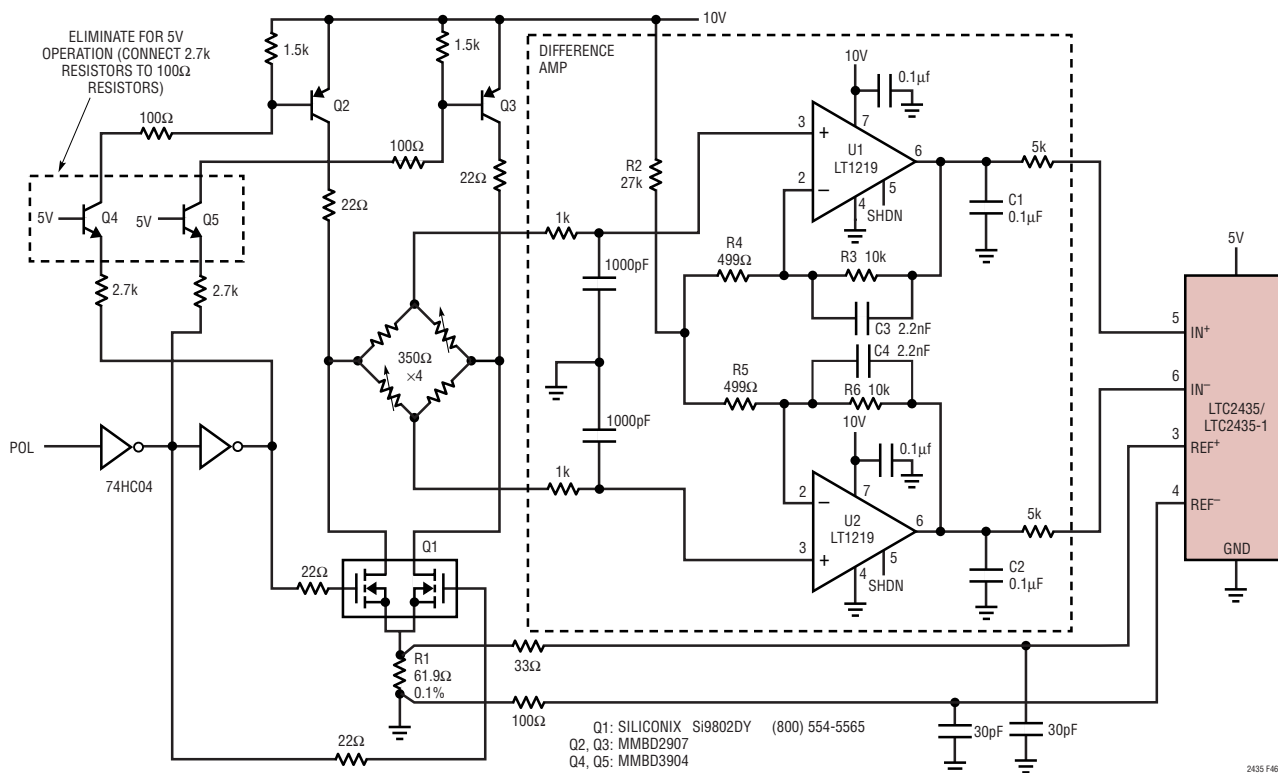 ELIMINATE FOR 5V
OPERATION (CONNECT 2.7k
RESISTORS TO 100Ω
RESISTORS)
10V
1.5k
1.5k
Q2
Q3
100Ω
100Ω
22Ω
22Ω
5V
Q4
5V
Q5
2.7k
2.7k
POL
74HC04
350Ω
×4
1k
1k
1000pF
1000pF
DIFFERENCE
AMP
R2
27k
10V
0.1µf
3
+
2
–
7
U1
LT1219
6
5
4
SHDN
R4
499Ω
R3 10k
C3 2.2nF
C4 2.2nF
R5
499Ω
R6 10k
10V
0.1µf
7
2
–
3
+
U2
LT1219
6
5
4
SHDN
5k
C1
0.1µF
5k
C2
0.1µF
5V
5
IN+
6
IN–
LTC2435/
LTC2435-1
3
REF+
4
REF–
GND
22Ω
Q1
R1
61.9Ω
0.1%
33Ω
100Ω
22Ω
30pF
30pF
Q1: SILICONIX Si9802DY (800) 554-5565
Q2, Q3: MMBD2907
Q4, Q5: MMBD3904
2435 F46